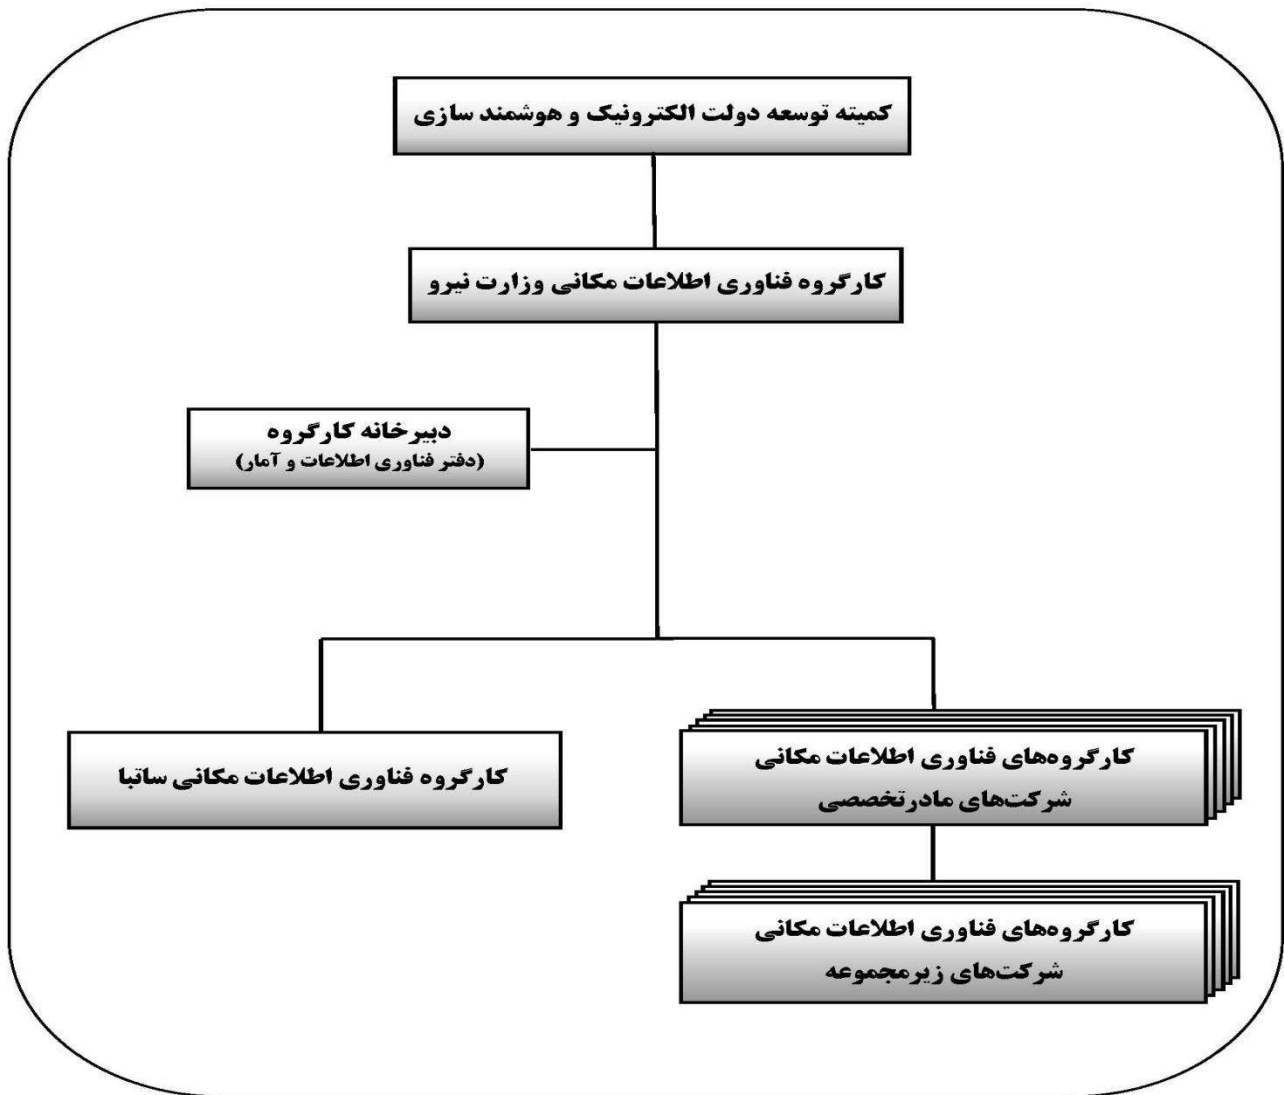 کمیته توسعه دولت الکترونیک و هوشمند سازی
کارگروه فناوری اطلاعات مکانی وزارت نیرو
دبیرخانه کارگروه
(دفتر فناوری اطلاعات و آمار)
کارگروه‌های فناوری اطلاعات مکانی
شرکت‌های مادرتخصصی
کارگروه فناوری اطلاعات مکانی ساتبا
کارگروه‌های فناوری اطلاعات مکانی
شرکت‌های زیرمجموعه